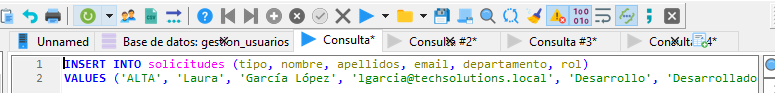 Unnamed Base de datos: gestion_usuarios Consulta* Consulta #2* Consulta #3* Consulta #4*
1 INSERT INTO solicitudes (tipo, nombre, apellidos, email, departamento, rol)
2 VALUES ('ALTA', 'Laura', 'García López', 'lgarcia@techsolutions.local', 'Desarrollo', 'Desarrollado